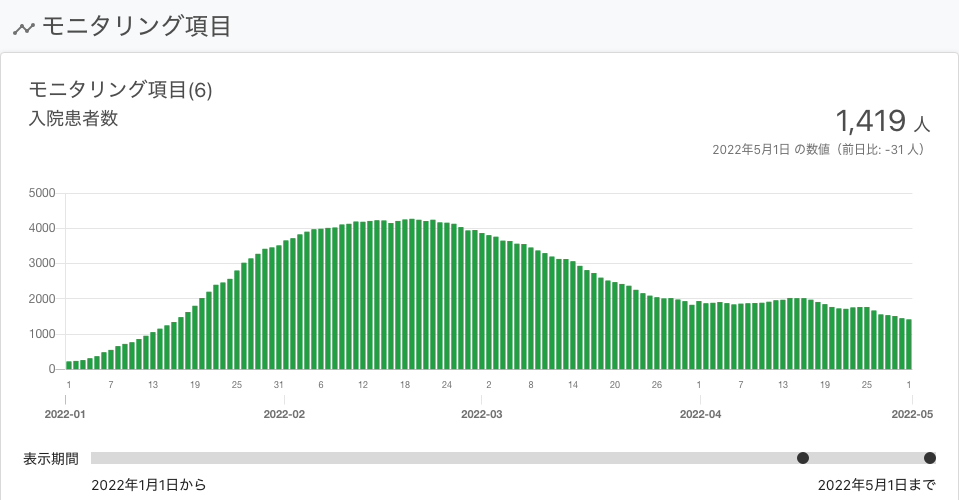 モニタリング項目
モニタリング項目(6)
入院患者数
1,419 人
2022年5月1日 の数値（前日比: -31 人）
5000
4000
3000
2000
1000
0
1 7 13 19 25 31 6 12 18 24 2 8 14 20 26 1 7 13 19 25 1
2022-01 2022-02 2022-03 2022-04 2022-05
表示期間
2022年1月1日から 2022年5月1日まで